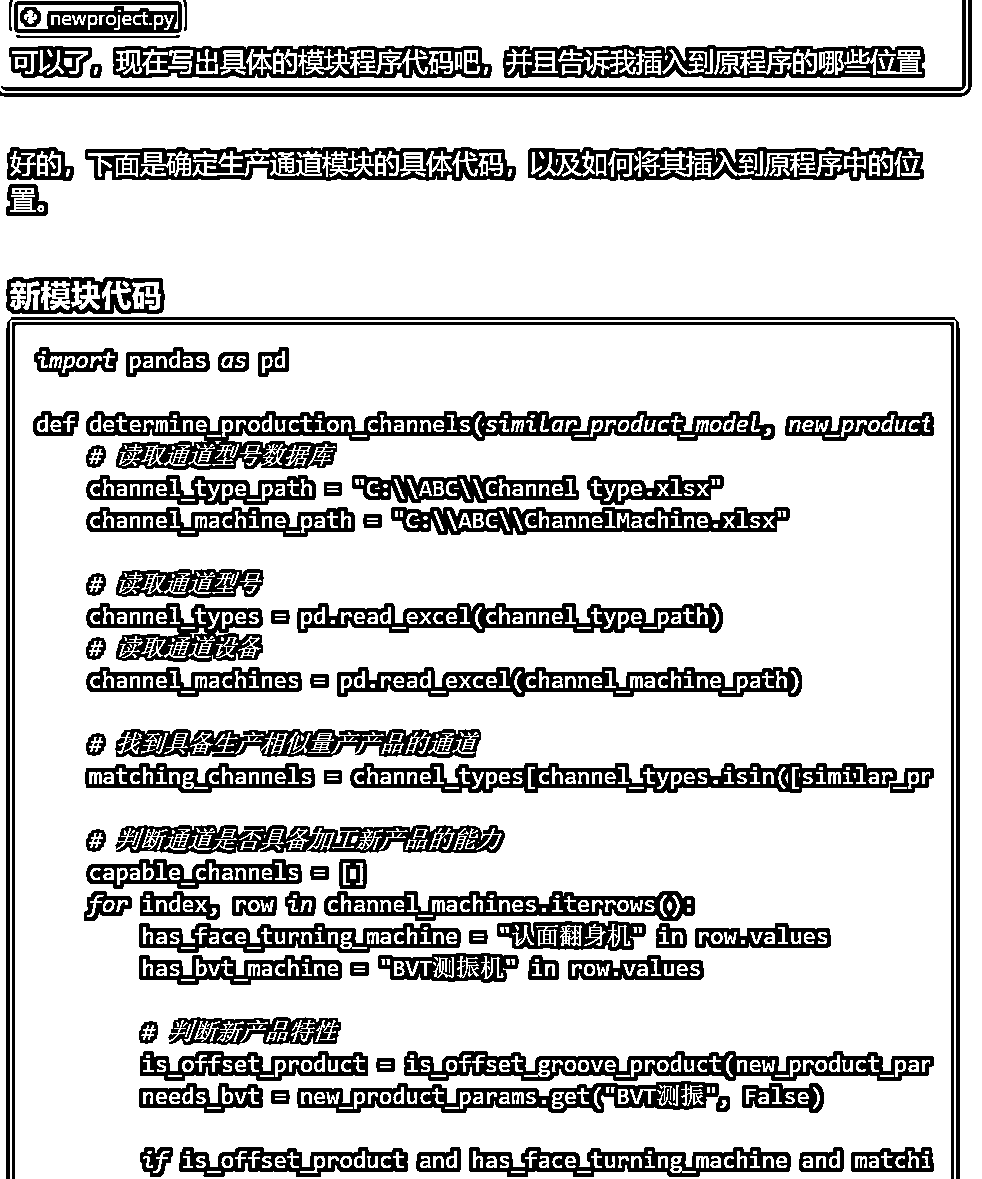 newproject.py
可以了，现在写出具体的模块程序代码吧，并且告诉我插入到原程序的哪些位置
好的，下面是确定生产通道模块的具体代码，以及如何将其插入到原程序中的位
置。
新模块代码
import pandas as pd
def determine_production_channels(similar_product_model, new_product
# 读取通道型号数据库
channel_type_path = "C:\\ABC\\Channel type.xlsx"
channel_machine_path = "C:\\ABC\\ChannelMachine.xlsx"
# 读取通道型号
channel_types = pd.read_excel(channel_type_path)
# 读取通道设备
channel_machines = pd.read_excel(channel_machine_path)
# 找到具备生产相似量产产品的通道
matching_channels = channel_types[channel_types.isin([similar_pr
# 判断通道是否具备加工新产品的能力
capable_channels = []
for index, row in channel_machines.iterrows():
has_face_turning_machine = "认面翻身机" in row.values
has_bvt_machine = "BVT测振机" in row.values
# 判断新产品特性
is_offset_product = is_offset_groove_product(new_product_par
needs_bvt = new_product_params.get("BVT测振", False)
if is_offset_product and has_face_turning_machine and matchi